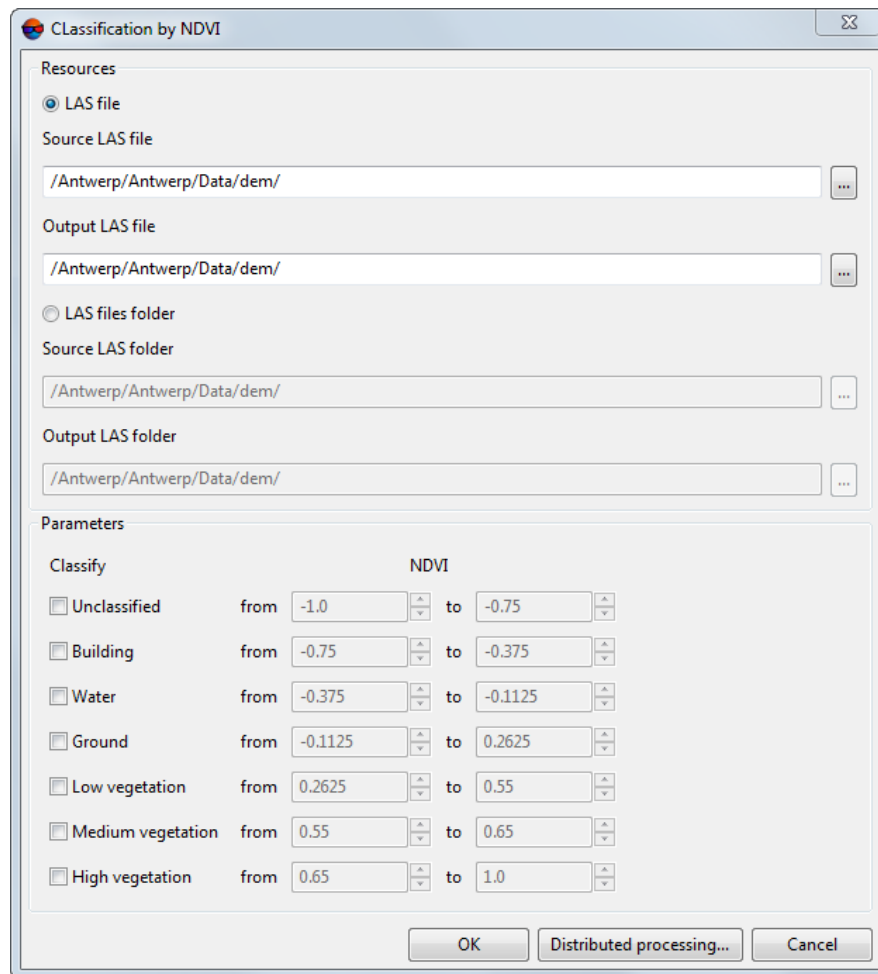 CLassification by NDVI
Resources
LAS file
Source LAS file
/Antwerp/Antwerp/Data/dem/ ...
Output LAS file
/Antwerp/Antwerp/Data/dem/ ...
LAS files folder
Source LAS folder
/Antwerp/Antwerp/Data/dem/ ...
Output LAS folder
/Antwerp/Antwerp/Data/dem/ ...
Parameters
Classify NDVI
Unclassified from -1.0 to -0.75
Building from -0.75 to -0.375
Water from -0.375 to -0.1125
Ground from -0.1125 to 0.2625
Low vegetation from 0.2625 to 0.55
Medium vegetation from 0.55 to 0.65
High vegetation from 0.65 to 1.0
OK Distributed processing... Cancel